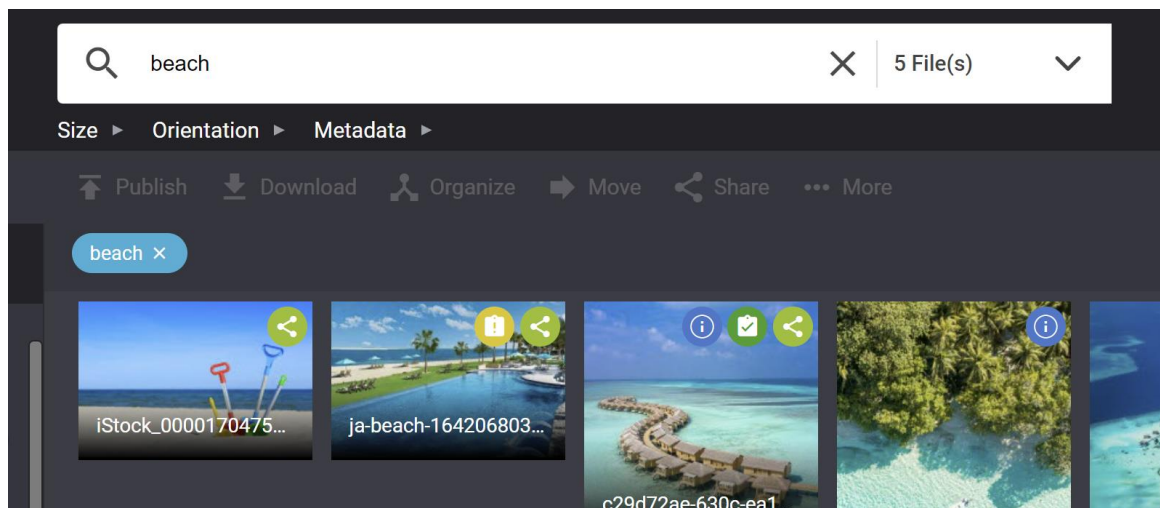 beach
5 File(s)
Size
Orientation
Metadata
Publish
Download
Organize
Move
Share
More
beach
iStock_0000170475...
ja-beach-164206803...
c29d72ae-630c-ea1